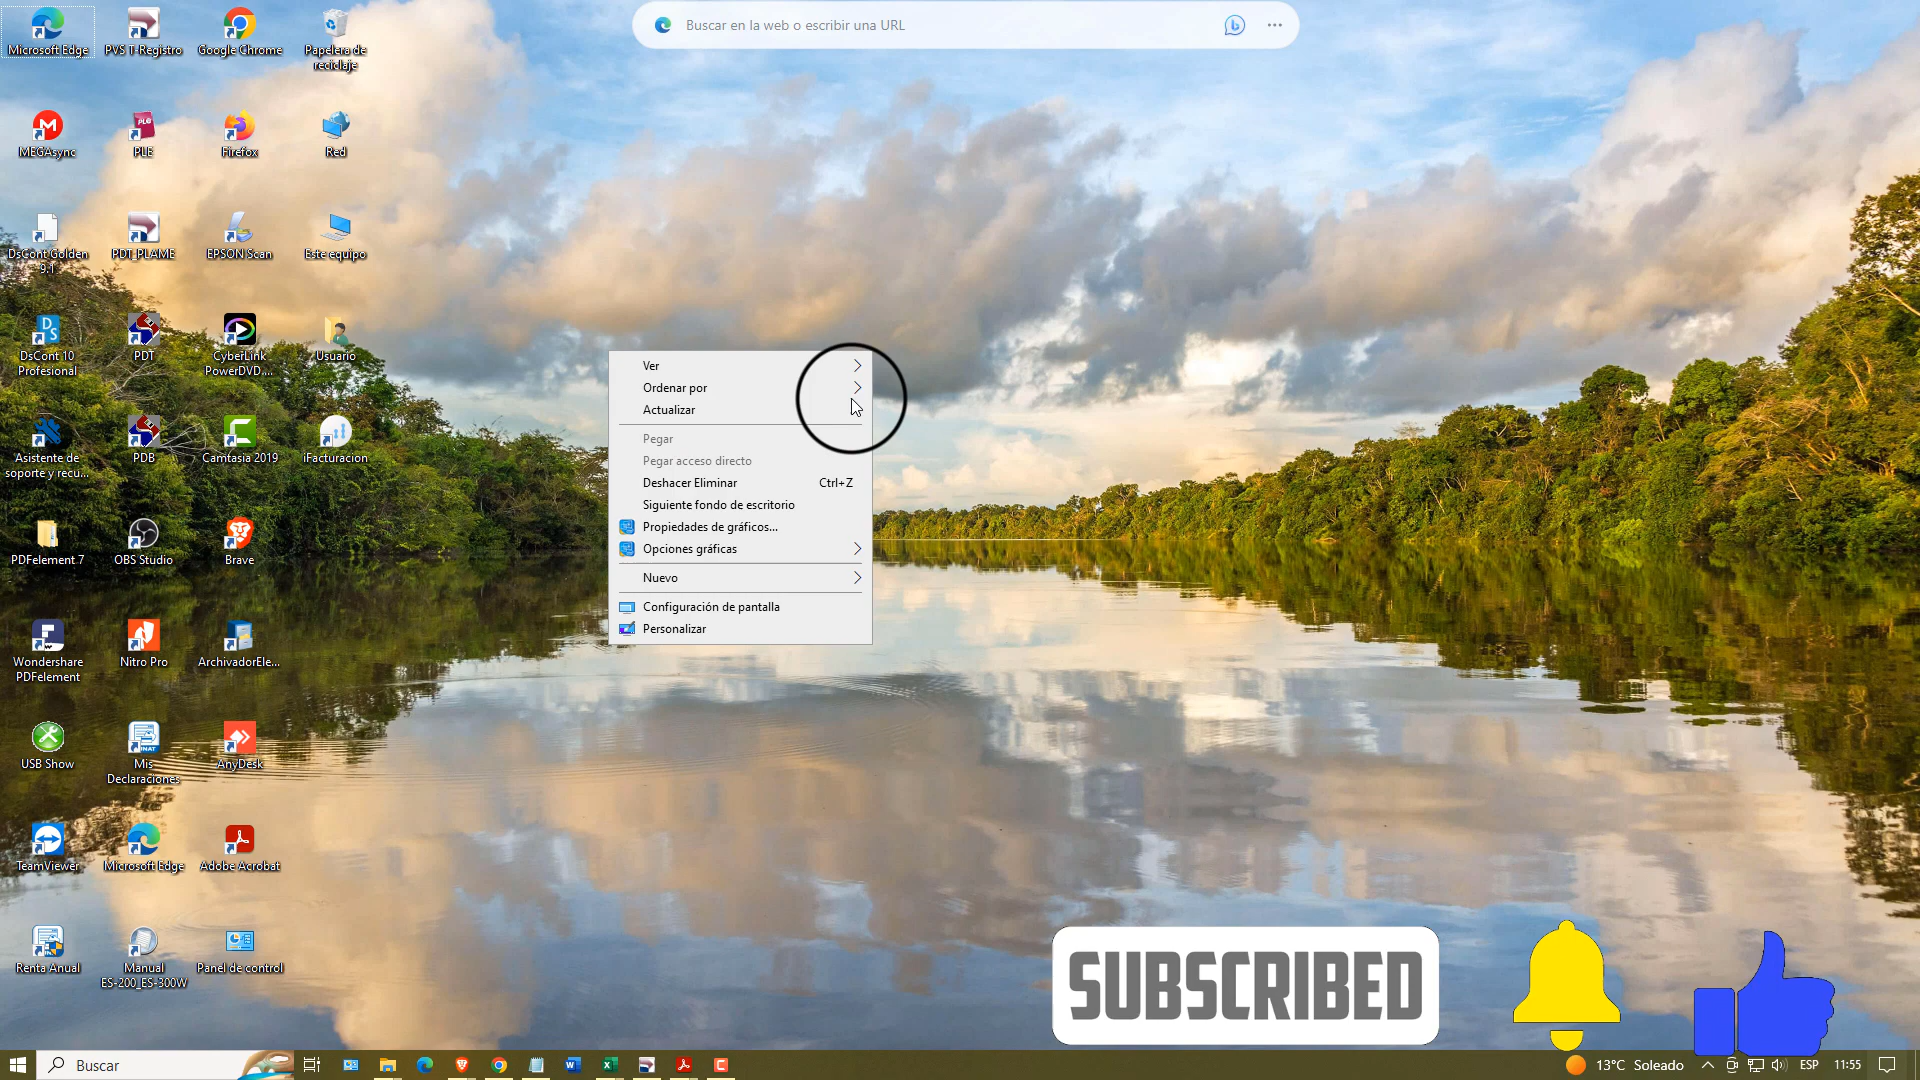 Buscar en la web o escribir una URL
Microsoft Edge
PVS T-Registro
Google Chrome
Papelera de
reciclaje
MEGAsync
PLE
Firefox
Red
DsCont Golden
9.1
PDT_PLAME
EPSON Scan
Este equipo
DsCont 10
Profesional
PDT
CyberLink
PowerDVD....
Usuario
Asistente de
soporte y recu...
PDB
Camtasia 2019
iFacturacion
PDFelement 7
OBS Studio
Brave
Wondershare
PDFelement
Nitro Pro
ArchivadorEle...
USB Show
Mis
Declaraciones
AnyDesk
TeamViewer
Microsoft Edge
Adobe Acrobat
Renta Anual
Manual
ES-200_ES-300W
Panel de control
Ver
Ordenar por
Actualizar
Pegar
Pegar acceso directo
Deshacer Eliminar Ctrl+Z
Siguiente fondo de escritorio
Propiedades de gráficos...
Opciones gráficas
Nuevo
Configuración de pantalla
Personalizar
SUBSCRIBED
Buscar
13°C Soleado
ESP
11:55